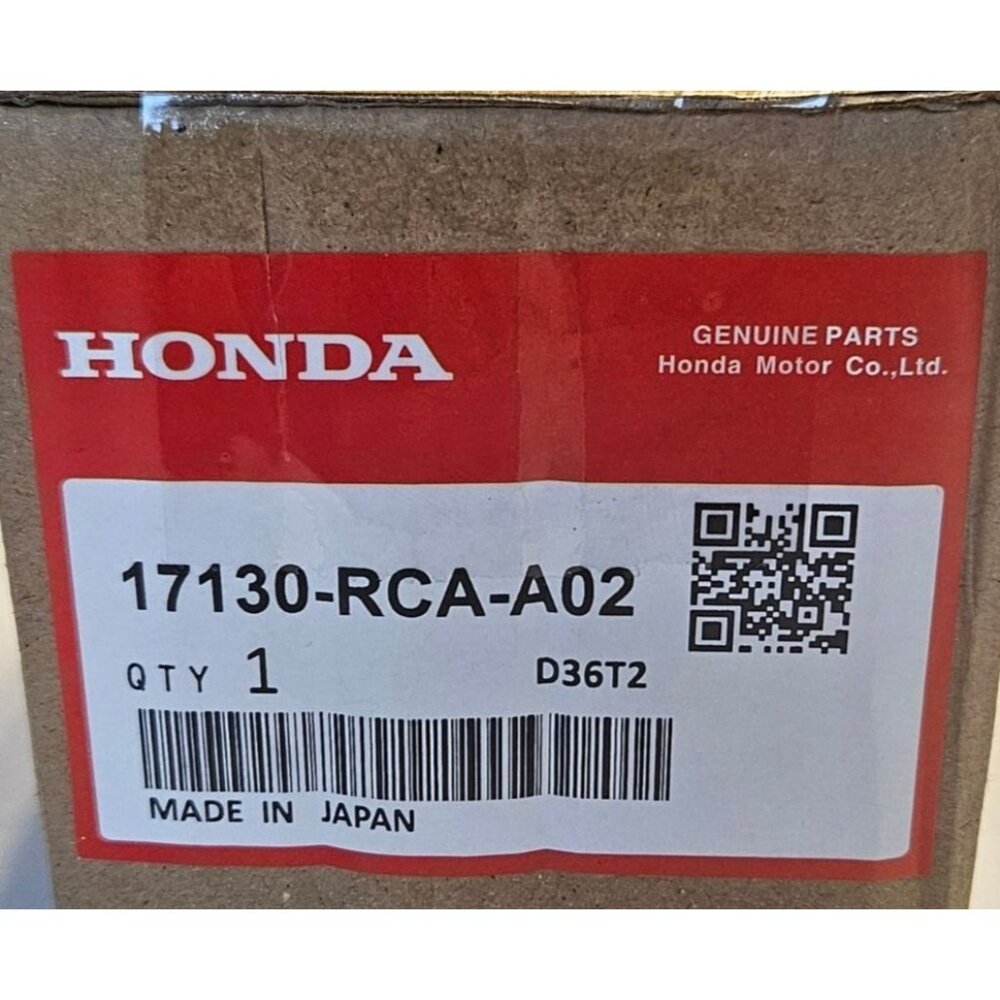 HONDA
GENUINE PARTS
Honda Motor Co.,Ltd.
17130-RCA-A02
QTY 1
D36T2
MADE IN JAPAN